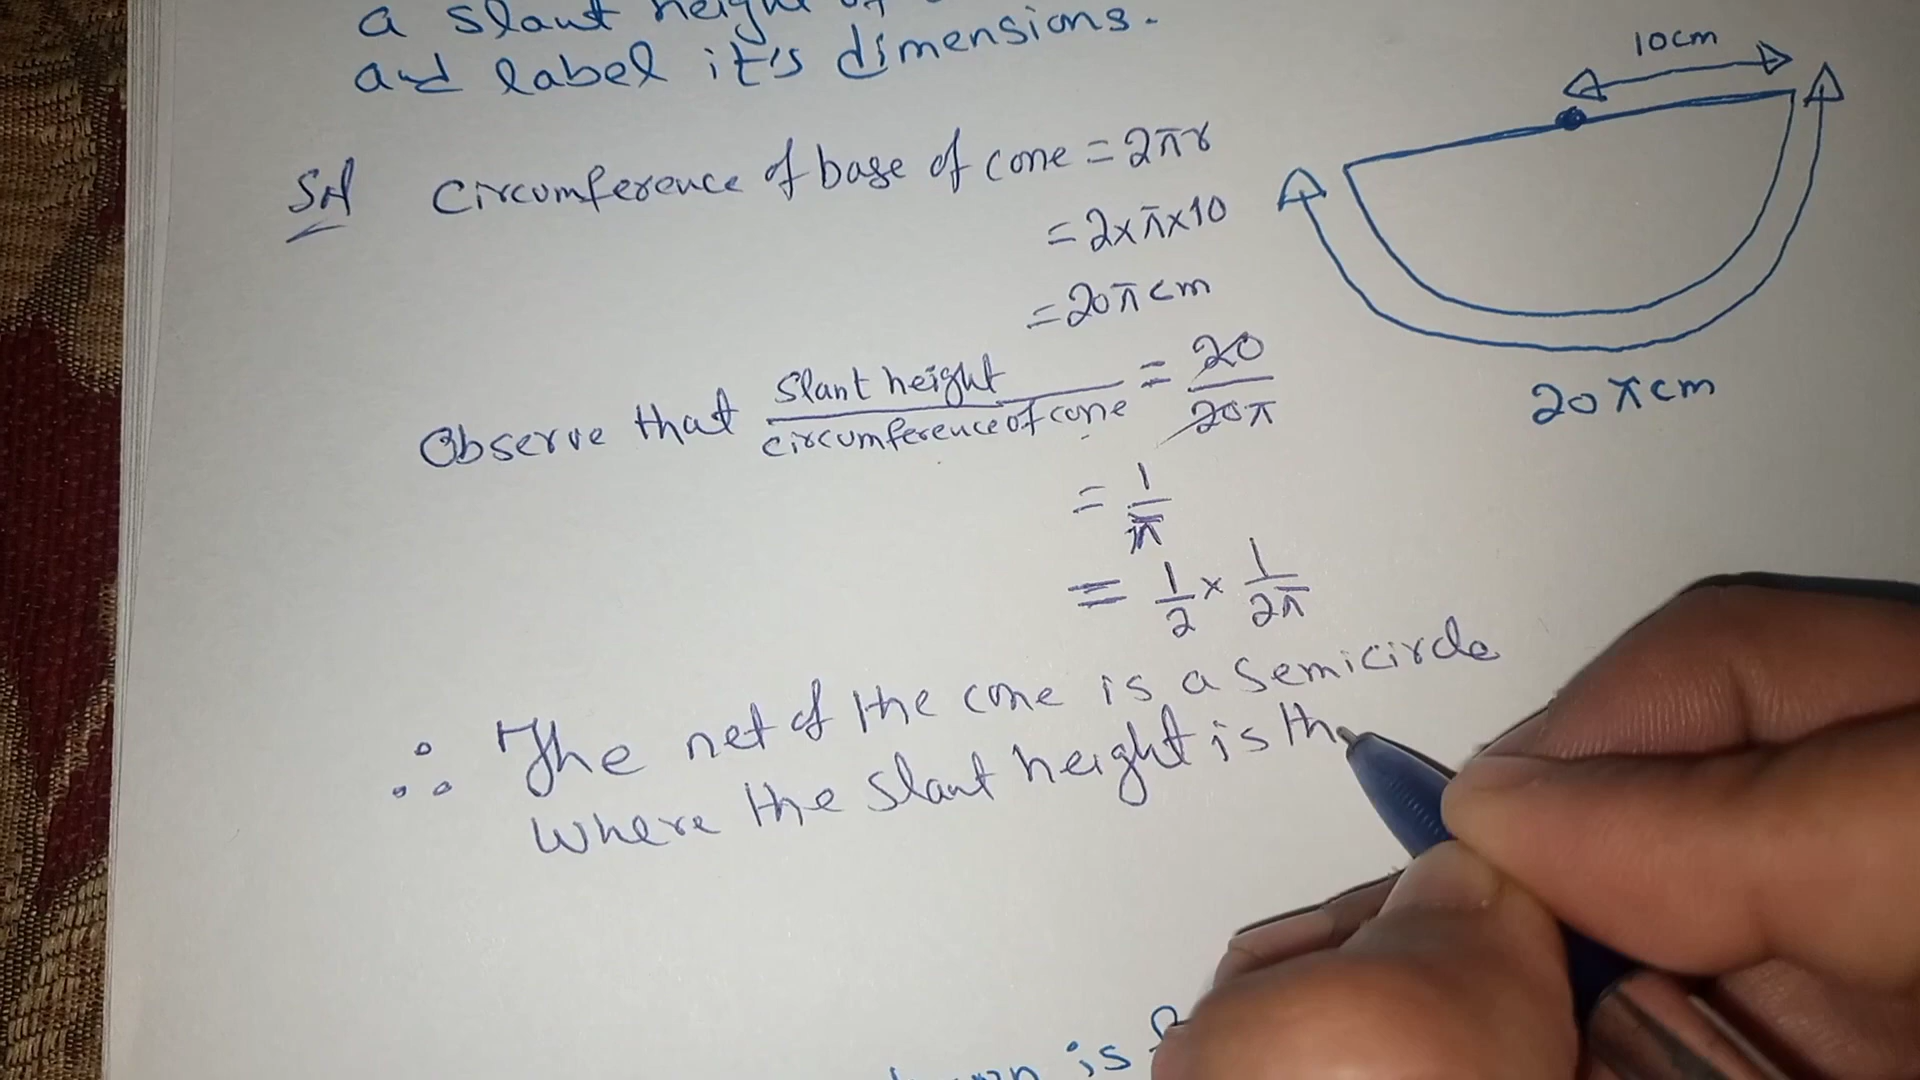 a slant height of
and label it's dimensions.
10cm
Sol Circumference of base of cone = 2πr
= 2×π×10
= 20π cm
Observe that slant height / circumference of cone = 20 / 20π
20πcm
= 1/π
= 1/2 × 1/2π
∴ The net of the cone is a semicircle
where the slant height is th
is